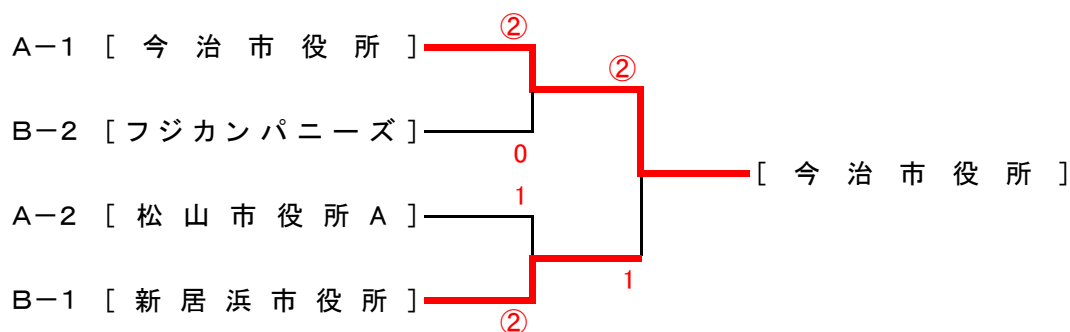 ②
A−1 [ 今 治 市 役 所 ]
②
B−2 [フジカンパニーズ]
0
[ 今 治 市 役 所 ]
1
A−2 [ 松 山 市 役 所 A ]
1
B−1 [ 新 居 浜 市 役 所 ]
②